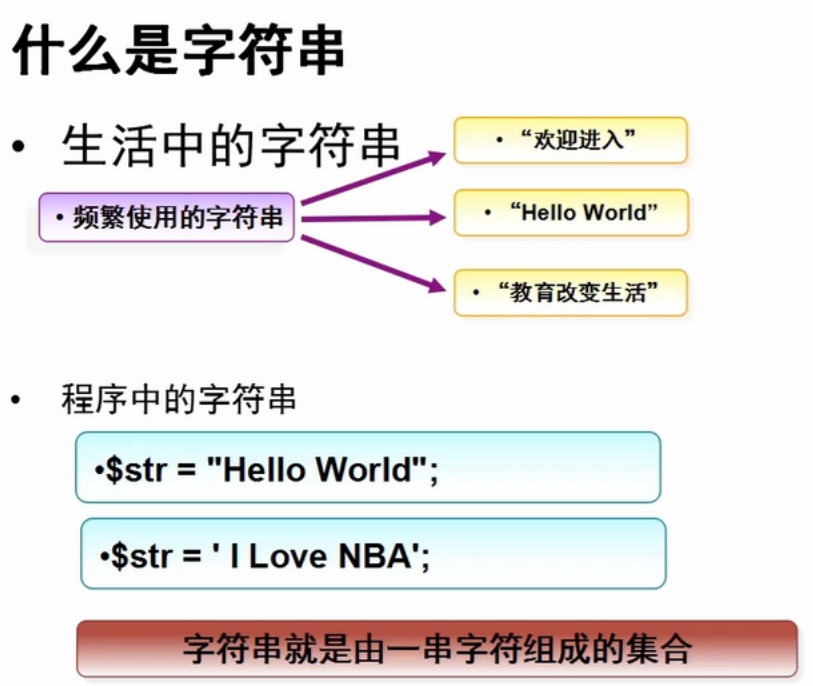 什么是字符串
• 生活中的字符串
• “欢迎进入”
• 频繁使用的字符串
• “Hello World”
• “教育改变生活”
• 程序中的字符串
•$str = "Hello World";
•$str = ' I Love NBA';
字符串就是由一串字符组成的集合